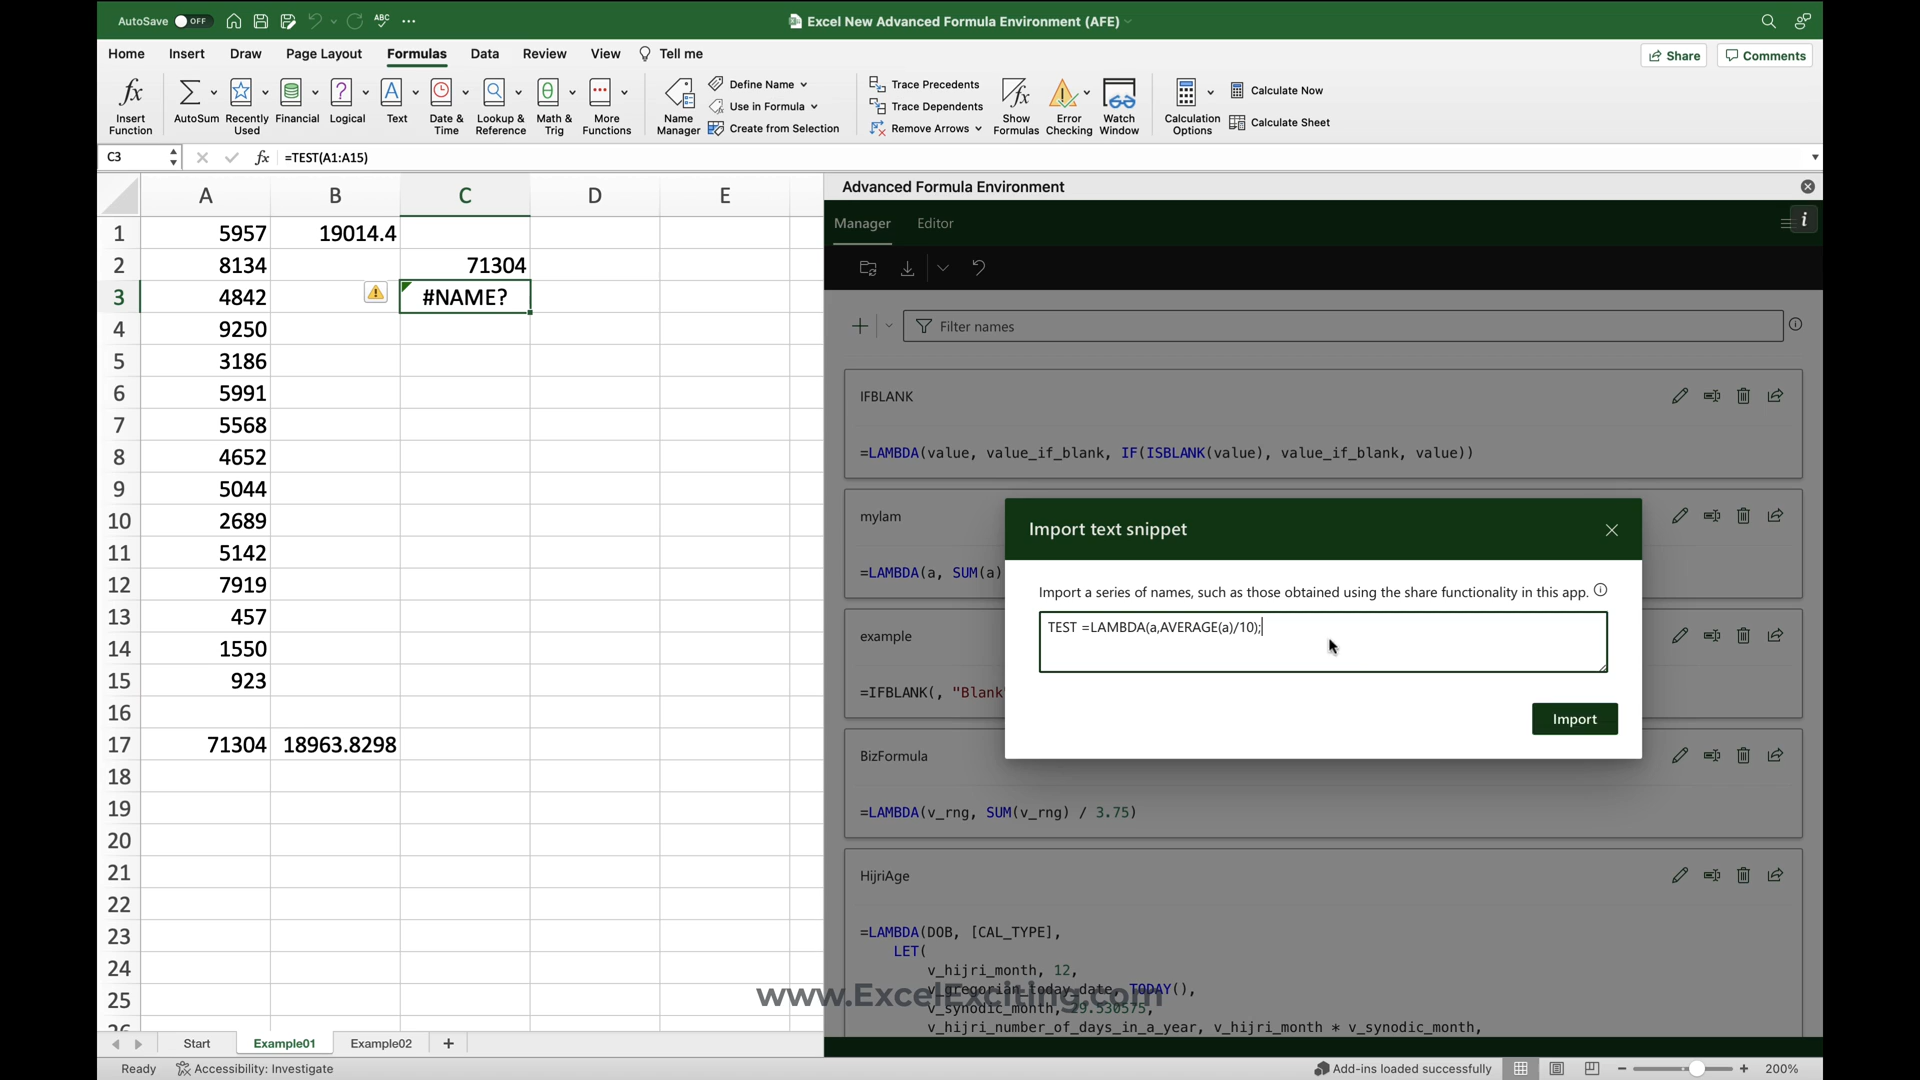 AutoSave OFF
ABC
Excel New Advanced Formula Environment (AFE)
Home Insert Draw Page Layout Formulas Data Review View Tell me
Share Comments
Insert Function
AutoSum
Recently Used
Financial
Logical
Text
Date & Time
Lookup & Reference
Math & Trig
More Functions
Name Manager
Define Name
Use in Formula
Create from Selection
Trace Precedents
Trace Dependents
Remove Arrows
Show Formulas
Error Checking
Watch Window
Calculation Options
Calculate Now
Calculate Sheet
C3 fx =TEST(A1:A15)
A B C D E
1 5957 19014.4
2 8134 71304
3 4842 #NAME?
4 9250
5 3186
6 5991
7 5568
8 4652
9 5044
10 2689
11 5142
12 7919
13 457
14 1550
15 923
16
17 71304 18963.8298
18
19
20
21
22
23
24
25
26
Advanced Formula Environment
Manager Editor
Filter names
IFBLANK
=LAMBDA(value, value_if_blank, IF(ISBLANK(value), value_if_blank, value))
mylam
=LAMBDA(a, SUM(a)
example
=IFBLANK(, "Blank"
Import text snippet
Import a series of names, such as those obtained using the share functionality in this app.
TEST =LAMBDA(a,AVERAGE(a)/10);
Import
BizFormula
=LAMBDA(v_rng, SUM(v_rng) / 3.75)
HijriAge
=LAMBDA(DOB, [CAL_TYPE],
LET(
v_hijri_month, 12,
v_gregorian_today_date, TODAY(),
www.ExcelExciting.com
v_synodic_month, 29.530575,
v_hijri_number_of_days_in_a_year, v_hijri_month * v_synodic_month,
Start Example01 Example02 +
Ready Accessibility: Investigate
Add-ins loaded successfully
200%